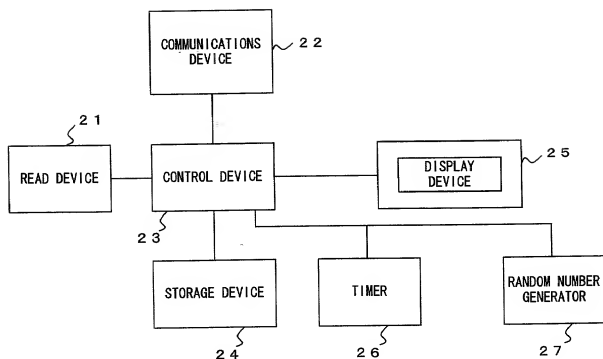 COMMUNICATIONS
DEVICE
22
21
READ DEVICE
CONTROL DEVICE
23
DISPLAY
DEVICE
25
STORAGE DEVICE
24
TIMER
26
RANDOM NUMBER
GENERATOR
27